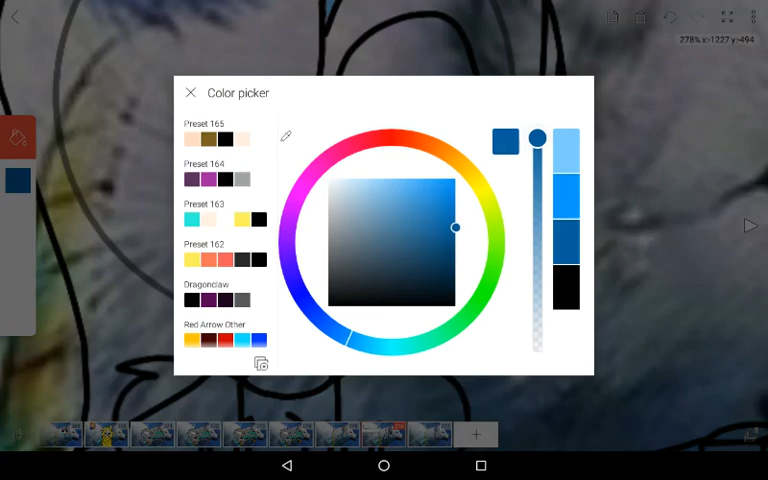 278% x:-1227 y:-494
Color picker
Preset 165
Preset 164
Preset 163
Preset 162
Dragonclaw
Red Arrow Other